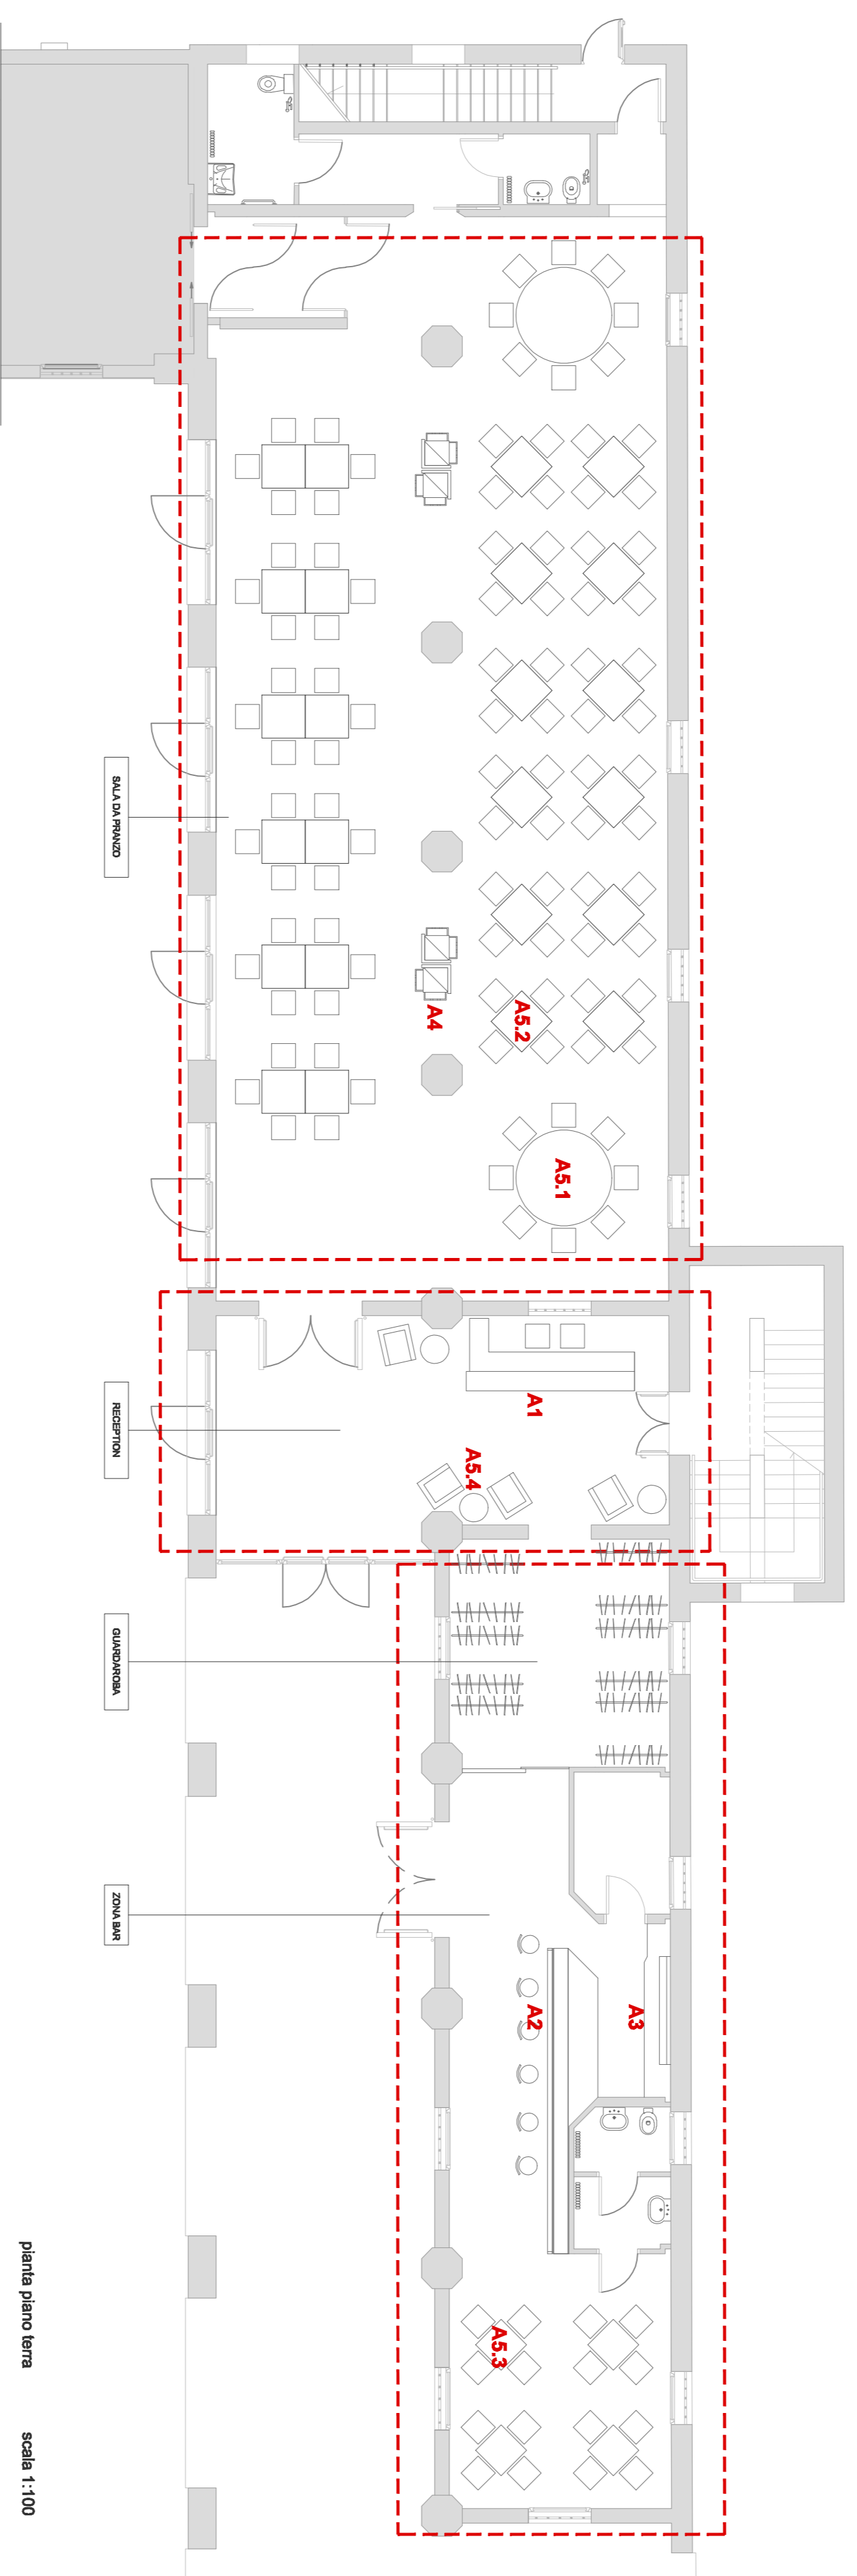 SALA DA PRANZO
A4
A5.2
A5.1
RECEPTION
A1
A5.4
GUARDAROBA
ZONA BAR
A2
A3
A5.3
pianta piano terra scala 1:100